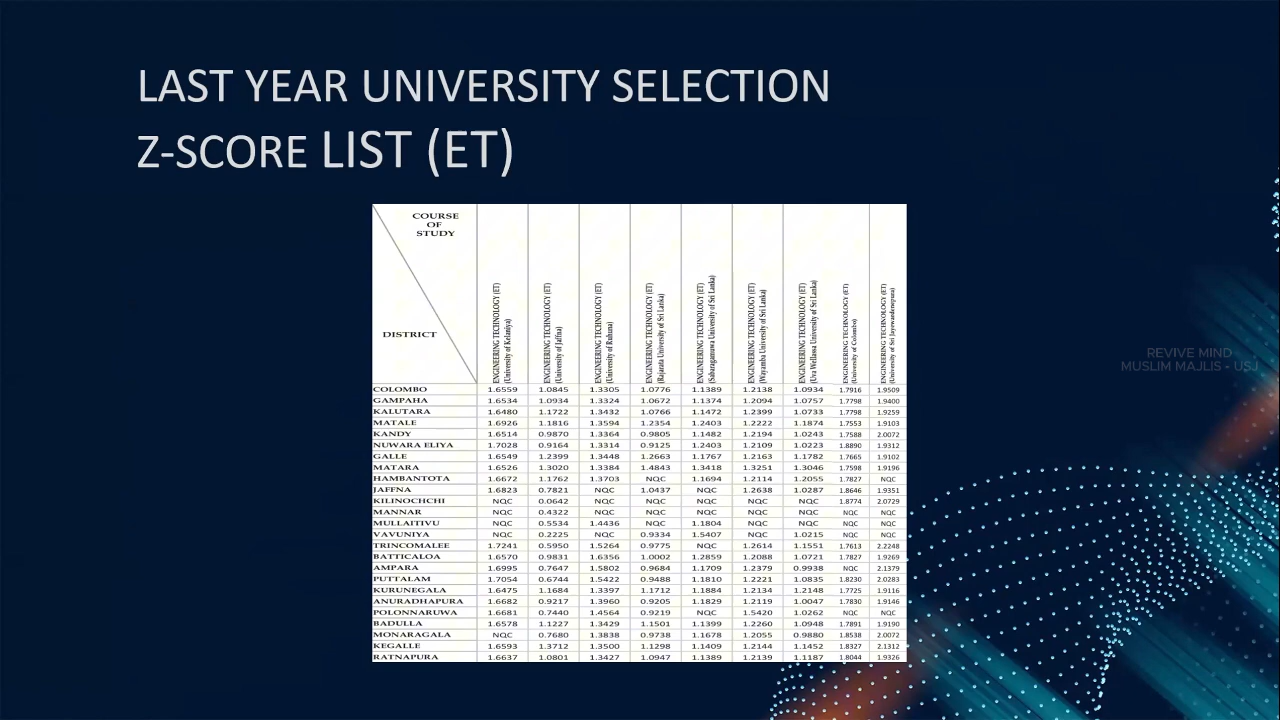 LAST YEAR UNIVERSITY SELECTION
Z-SCORE LIST (ET)
COURSE
OF
STUDY
DISTRICT
ENGINEERING TECHNOLOGY (ET)
(University of Kelaniya)
ENGINEERING TECHNOLOGY (ET)
(University of Jaffna)
ENGINEERING TECHNOLOGY (ET)
(University of Ruhuna)
ENGINEERING TECHNOLOGY (ET)
(Rajarata University of Sri Lanka)
ENGINEERING TECHNOLOGY (ET)
(Sabaragamuwa University of Sri Lanka)
ENGINEERING TECHNOLOGY (ET)
(Wayamba University of Sri Lanka)
ENGINEERING TECHNOLOGY (ET)
(Uva Wellassa University of Sri Lanka)
ENGINEERING TECHNOLOGY (ET)
(University of Colombo)
ENGINEERING TECHNOLOGY (ET)
(University of Sri Jayewardenepura)
COLOMBO 1.6559 1.0845 1.3305 1.0776 1.1389 1.2138 1.0934 1.7916 1.9509
GAMPAHA 1.6534 1.0934 1.3324 1.0672 1.1374 1.2094 1.0757 1.7798 1.9400
KALUTARA 1.6480 1.1722 1.3432 1.0766 1.1472 1.2399 1.0733 1.7798 1.9259
MATALE 1.6926 1.1816 1.3594 1.2354 1.2403 1.2222 1.1874 1.7553 1.9103
KANDY 1.6514 0.9870 1.3364 0.9805 1.1482 1.2194 1.0243 1.7588 2.0072
NUWARA ELIYA 1.7028 0.9164 1.3314 0.9125 1.2403 1.2109 1.0223 1.8890 1.9312
GALLE 1.6549 1.2399 1.3448 1.2663 1.1767 1.2163 1.1782 1.7665 1.9102
MATARA 1.6526 1.3020 1.3384 1.4843 1.3418 1.3251 1.3046 1.7598 1.9196
HAMBANTOTA 1.6672 1.1762 1.3703 NQC 1.1694 1.2114 1.2055 1.7827 NQC
JAFFNA 1.6823 0.7821 NQC 1.0437 NQC 1.2638 1.0287 1.8646 1.9351
KILINOCHCHI NQC 0.0642 NQC NQC NQC NQC NQC 1.8774 2.0729
MANNAR NQC 0.4322 NQC NQC NQC NQC NQC NQC NQC
MULLAITIVU NQC 0.5534 1.4436 NQC 1.1804 NQC NQC NQC NQC
VAVUNIYA NQC 0.2225 NQC 0.9334 1.5407 NQC 1.0215 NQC NQC
TRINCOMALEE 1.7241 0.5950 1.5264 0.9775 NQC 1.2614 1.1551 1.7613 2.2248
BATTICALOA 1.6570 0.9831 1.6356 1.0002 1.2859 1.2088 1.0721 1.7827 1.9269
AMPARA 1.6995 0.7647 1.5802 0.9684 1.1709 1.2379 0.9938 NQC 2.1379
PUTTALAM 1.7054 0.6744 1.5422 0.9488 1.1810 1.2221 1.0835 1.8230 2.0283
KURUNEGALA 1.6475 1.1684 1.3397 1.1712 1.1884 1.2134 1.2148 1.7725 1.9116
ANURADHAPURA 1.6682 0.9217 1.3960 0.9205 1.1829 1.2119 1.0047 1.7830 1.9146
POLONNARUWA 1.6681 0.7440 1.4564 0.9219 NQC 1.5420 1.0262 NQC NQC
BADULLA 1.6578 1.1227 1.3429 1.1501 1.1399 1.2260 1.0948 1.7891 1.9190
MONARAGALA NQC 0.7680 1.3838 0.9738 1.1678 1.2055 0.9880 1.8538 2.0072
KEGALLE 1.6593 1.3712 1.3500 1.1298 1.1409 1.2144 1.1452 1.8327 2.1312
RATNAPURA 1.6637 1.0801 1.3427 1.0947 1.1389 1.2139 1.1187 1.8044 1.9326
REVIVE MIND
MUSLIM MAJLIS - USJ